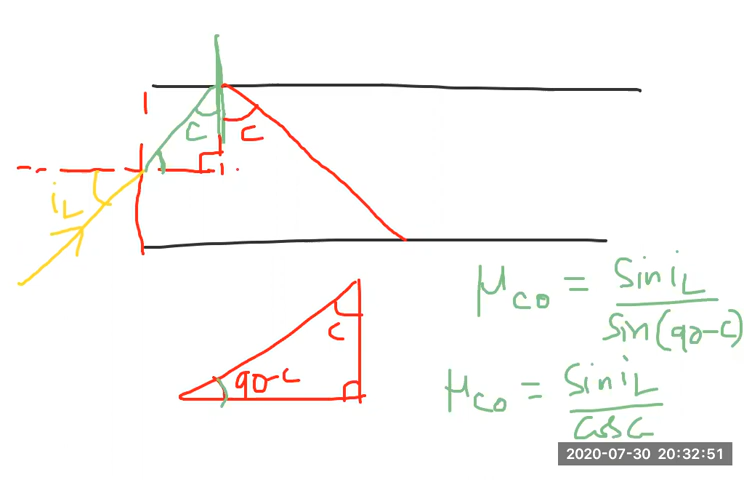 C C
i_L
μ_co = Sin i_L / Sin(90-C)
C
90-C
μ_co = Sin i_L / Cos C
2020-07-30 20:32:51